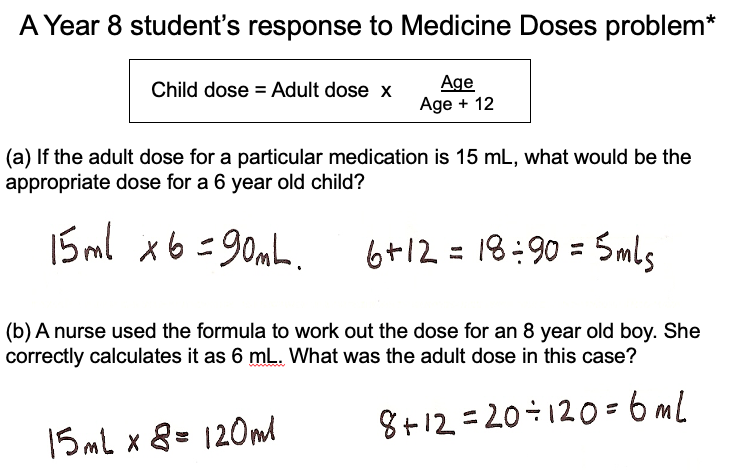 A Year 8 student's response to Medicine Doses problem*
Child dose = Adult dose x Age
Age + 12
(a) If the adult dose for a particular medication is 15 mL, what would be the
appropriate dose for a 6 year old child?
15ml x 6 = 90mL. 6+12 = 18÷90 = 5mls
(b) A nurse used the formula to work out the dose for an 8 year old boy. She
correctly calculates it as 6 mL. What was the adult dose in this case?
15mL x 8= 120ml 8+12=20÷120=6 ml